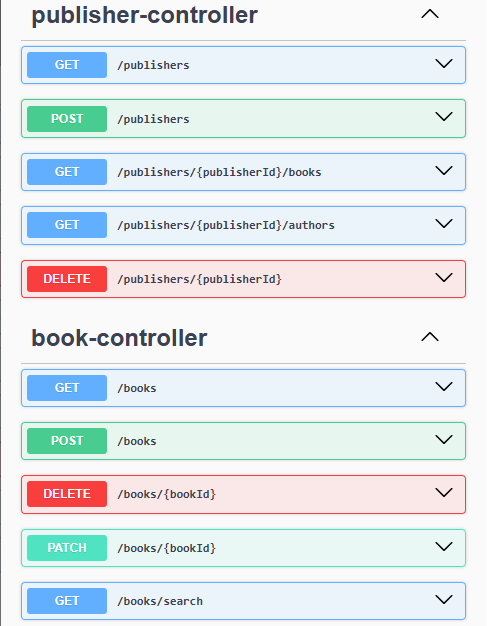 publisher-controller
GET /publishers
POST /publishers
GET /publishers/{publisherId}/books
GET /publishers/{publisherId}/authors
DELETE /publishers/{publisherId}
book-controller
GET /books
POST /books
DELETE /books/{bookId}
PATCH /books/{bookId}
GET /books/search